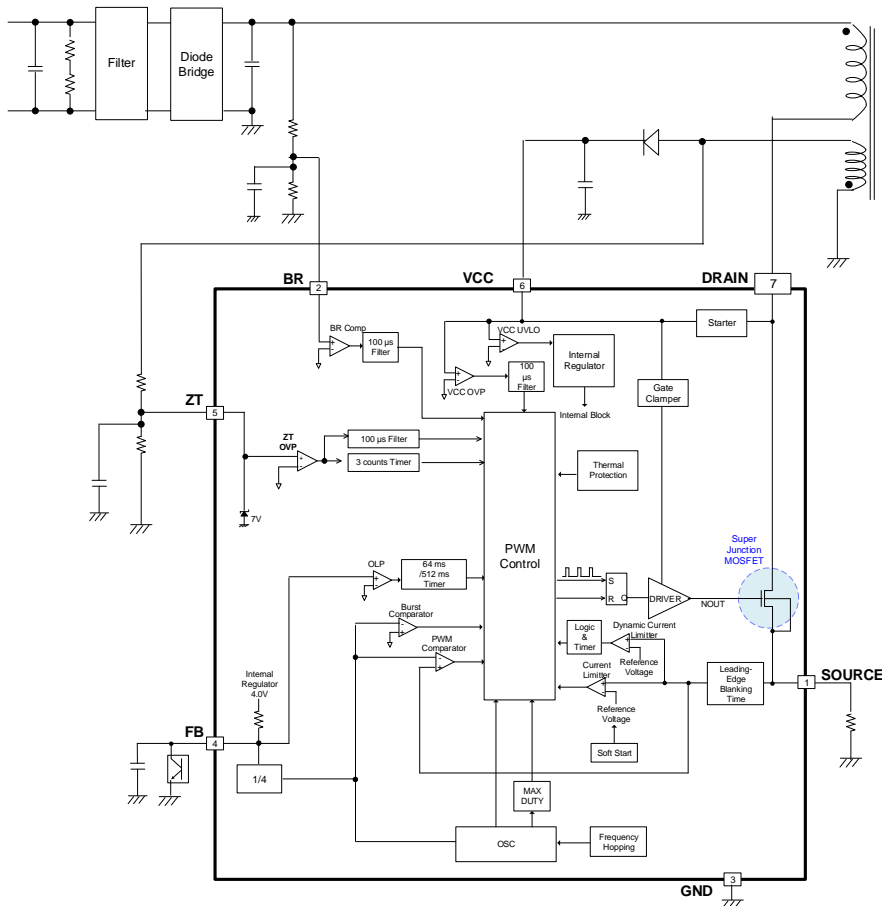 Filter
Diode
Bridge
BR
VCC
DRAIN
2
6
7
BR Comp
100 µs
Filter
VCC UVLO
VCC OVP
100
µs
Filter
Internal
Regulator
Internal Block
Starter
Gate
Clamper
ZT
5
ZT
OVP
100 µs Filter
3 counts Timer
7V
Thermal
Protection
PWM
Control
Super
Junction
MOSFET
OLP
64 ms
/512 ms
Timer
S
R
Q
DRIVER
NOUT
Burst
Comparator
PWM
Comparator
Logic
&
Timer
Dynamic Current
Limitter
Reference
Voltage
Current
Limitter
Reference
Voltage
Leading-
Edge
Blanking
Time
1
SOURCE
Internal
Regulator
4.0V
FB
4
1/4
Soft Start
MAX
DUTY
OSC
Frequency
Hopping
3
GND